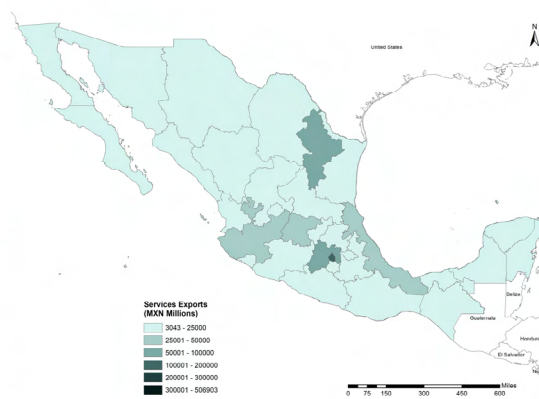 N
United States
Belize
Guatemala
El Salvador
Services Exports
(MXN Millions)
3043 - 25000
25001 - 50000
50001 - 100000
100001 - 200000
200001 - 300000
300001 - 506903
Miles
0 75 150 300 450 600